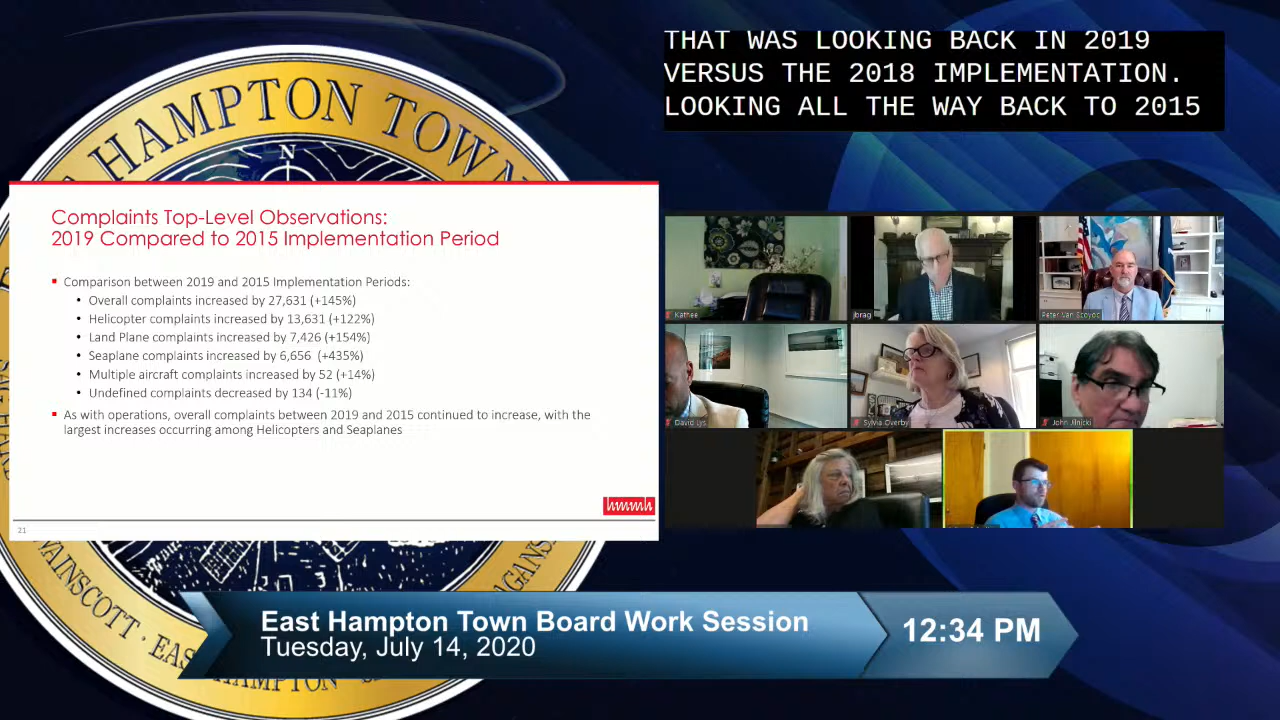 THAT WAS LOOKING BACK IN 2019
VERSUS THE 2018 IMPLEMENTATION.
LOOKING ALL THE WAY BACK TO 2015
HAMPTON TOWN
N
Complaints Top-Level Observations:
2019 Compared to 2015 Implementation Period
Comparison between 2019 and 2015 Implementation Periods:
Overall complaints increased by 27,631 (+145%)
Helicopter complaints increased by 13,631 (+122%)
Land Plane complaints increased by 7,426 (+154%)
Seaplane complaints increased by 6,656 (+435%)
Multiple aircraft complaints increased by 52 (+14%)
Undefined complaints decreased by 134 (-11%)
As with operations, overall complaints between 2019 and 2015 continued to increase, with the
largest increases occurring among Helicopters and Seaplanes
hmmh
21
Kathee
jbrag
Peter Van Scoyoc
David Lys
Sylvia Overby
John Jilnicki
WAINSCOTT · EAS
HAMPTON
East Hampton Town Board Work Session
Tuesday, July 14, 2020
12:34 PM